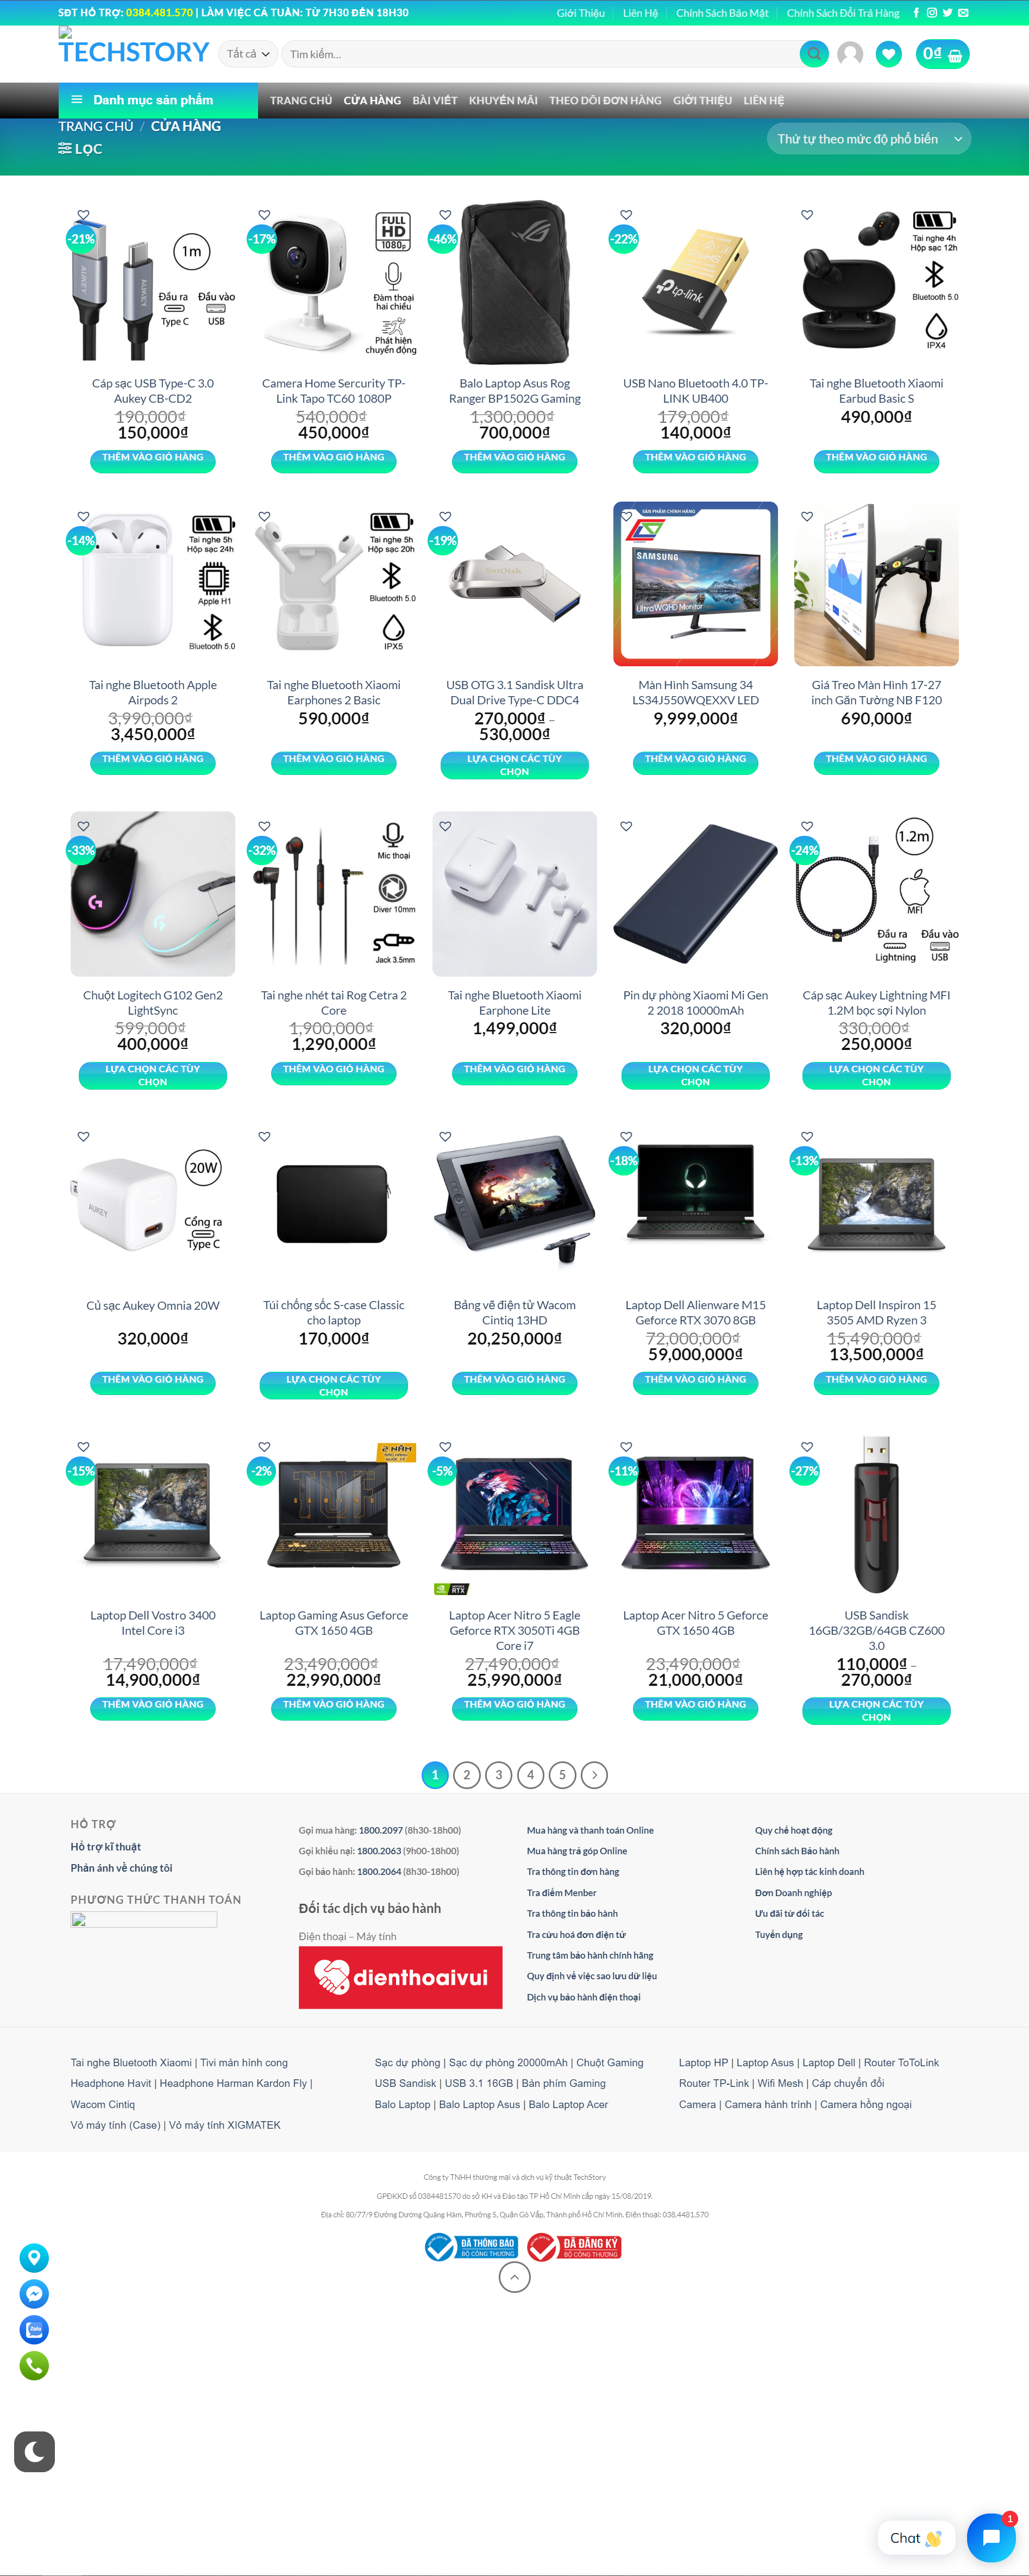 SĐT HỔ TRỢ: 0384.481.570 | LÀM VIỆC CẢ TUẦN: TỪ 7H30 ĐẾN 18H30
Giới Thiệu
Liên Hệ
Chính Sách Bảo Mật
Chính Sách Đổi Trả Hàng
TECHSTORY
Tất cả
Tìm kiếm...
0₫
Danh mục sản phẩm
TRANG CHỦ
CỬA HÀNG
BÀI VIẾT
KHUYẾN MÃI
THEO DÕI ĐƠN HÀNG
GIỚI THIỆU
LIÊN HỆ
TRANG CHỦ / CỬA HÀNG
LỌC
Thứ tự theo mức độ phổ biến
-21%
1m
Đầu ra
Type C
Đầu vào
USB
AUKEY
-17%
FULL HD 1080p
Đàm thoại hai chiều
Phát hiện chuyển động
-46%
-22%
tp-link
Tai nghe 4h
Hộp sạc 12h
Bluetooth 5.0
IPX4
Cáp sạc USB Type-C 3.0 Aukey CB-CD2
190,000₫
150,000₫
THÊM VÀO GIỎ HÀNG
Camera Home Sercurity TP-Link Tapo TC60 1080P
540,000₫
450,000₫
THÊM VÀO GIỎ HÀNG
Balo Laptop Asus Rog Ranger BP1502G Gaming
1,300,000₫
700,000₫
THÊM VÀO GIỎ HÀNG
USB Nano Bluetooth 4.0 TP-LINK UB400
179,000₫
140,000₫
THÊM VÀO GIỎ HÀNG
Tai nghe Bluetooth Xiaomi Earbud Basic S
490,000₫
THÊM VÀO GIỎ HÀNG
-14%
Tai nghe 5h
Hộp sạc 24h
Apple H1
Bluetooth 5.0
Tai nghe 5h
Hộp sạc 20h
Bluetooth 5.0
IPX5
-19%
SanDisk
SẢN PHẨM CHÍNH HÃNG
SAMSUNG
UltraWQHD Monitor
Tai nghe Bluetooth Apple Airpods 2
3,990,000₫
3,450,000₫
THÊM VÀO GIỎ HÀNG
Tai nghe Bluetooth Xiaomi Earphones 2 Basic
590,000₫
THÊM VÀO GIỎ HÀNG
USB OTG 3.1 Sandisk Ultra Dual Drive Type-C DDC4
270,000₫ –
530,000₫
LỰA CHỌN CÁC TÙY CHỌN
Màn Hình Samsung 34 LS34J550WQEXXV LED
9,999,000₫
THÊM VÀO GIỎ HÀNG
Giá Treo Màn Hình 17-27 inch Gắn Tường NB F120
690,000₫
THÊM VÀO GIỎ HÀNG
-33%
-32%
Mic thoại
Diver 10mm
Jack 3.5mm
-24%
1.2m
MFI
Đầu ra
Lightning
Đầu vào
USB
Chuột Logitech G102 Gen2 LightSync
599,000₫
400,000₫
LỰA CHỌN CÁC TÙY CHỌN
Tai nghe nhét tai Rog Cetra 2 Core
1,900,000₫
1,290,000₫
THÊM VÀO GIỎ HÀNG
Tai nghe Bluetooth Xiaomi Earphone Lite
1,499,000₫
THÊM VÀO GIỎ HÀNG
Pin dự phòng Xiaomi Mi Gen 2 2018 10000mAh
320,000₫
LỰA CHỌN CÁC TÙY CHỌN
Cáp sạc Aukey Lightning MFI 1.2M bọc sợi Nylon
330,000₫
250,000₫
LỰA CHỌN CÁC TÙY CHỌN
20W
AUKEY
Cổng ra
Type C
-18%
ALIENWARE
-13%
Củ sạc Aukey Omnia 20W
320,000₫
THÊM VÀO GIỎ HÀNG
Túi chống sốc S-case Classic cho laptop
170,000₫
LỰA CHỌN CÁC TÙY CHỌN
Bảng vẽ điện tử Wacom Cintiq 13HD
20,250,000₫
THÊM VÀO GIỎ HÀNG
Laptop Dell Alienware M15 Geforce RTX 3070 8GB
72,000,000₫
59,000,000₫
THÊM VÀO GIỎ HÀNG
Laptop Dell Inspiron 15 3505 AMD Ryzen 3
15,490,000₫
13,500,000₫
THÊM VÀO GIỎ HÀNG
-15%
-2%
2 NĂM
TUF
GAMING
-5%
RTX
-11%
-27%
SanDisk
Laptop Dell Vostro 3400 Intel Core i3
17,490,000₫
14,900,000₫
THÊM VÀO GIỎ HÀNG
Laptop Gaming Asus Geforce GTX 1650 4GB
23,490,000₫
22,990,000₫
THÊM VÀO GIỎ HÀNG
Laptop Acer Nitro 5 Eagle Geforce RTX 3050Ti 4GB Core i7
27,490,000₫
25,990,000₫
THÊM VÀO GIỎ HÀNG
Laptop Acer Nitro 5 Geforce GTX 1650 4GB
23,490,000₫
21,000,000₫
THÊM VÀO GIỎ HÀNG
USB Sandisk 16GB/32GB/64GB CZ600 3.0
110,000₫ –
270,000₫
LỰA CHỌN CÁC TÙY CHỌN
1 2 3 4 5
HỖ TRỢ
Hỗ trợ kĩ thuật
Phản ánh về chúng tôi
PHƯƠNG THỨC THANH TOÁN
Gọi mua hàng: 1800.2097 (8h30-18h00)
Gọi khiếu nại: 1800.2063 (9h00-18h00)
Gọi bảo hành: 1800.2064 (8h30-18h00)
Đối tác dịch vụ bảo hành
Điện thoại – Máy tính
dienthoaivui
Mua hàng và thanh toán Online
Mua hàng trả góp Online
Tra thông tin đơn hàng
Tra điểm Menber
Tra thông tin bảo hành
Tra cửu hoá đơn điện tử
Trung tâm bảo hành chính hãng
Quy định về việc sao lưu dữ liệu
Dịch vụ bảo hành điện thoại
Quy chế hoạt động
Chính sách Bảo hành
Liên hệ hợp tác kinh doanh
Đơn Doanh nghiệp
Ưu đãi từ đối tác
Tuyển dụng
Tai nghe Bluetooth Xiaomi | Tivi màn hình cong
Headphone Havit | Headphone Harman Kardon Fly |
Wacom Cintiq
Vỏ máy tính (Case) | Vỏ máy tính XIGMATEK
Sạc dự phòng | Sạc dự phòng 20000mAh | Chuột Gaming
USB Sandisk | USB 3.1 16GB | Bàn phím Gaming
Balo Laptop | Balo Laptop Asus | Balo Laptop Acer
Laptop HP | Laptop Asus | Laptop Dell | Router ToToLink
Router TP-Link | Wifi Mesh | Cáp chuyển đổi
Camera | Camera hành trình | Camera hồng ngoại
Công ty TNHH thương mại và dịch vụ kỹ thuật TechStory
GPĐKKD số 0384481570 do sở KH và Đào tạo TP Hồ Chí Minh cấp ngày 15/08/2019.
Địa chỉ: 80/77/9 Đường Dương Quảng Hàm, Phường 5, Quận Gò Vấp, Thành phố Hồ Chí Minh. Điện thoại: 038.4481.570
ĐÃ THÔNG BÁO
BỘ CÔNG THƯƠNG
ĐÃ ĐĂNG KÝ
BỘ CÔNG THƯƠNG
Zalo
Chat 👋
1